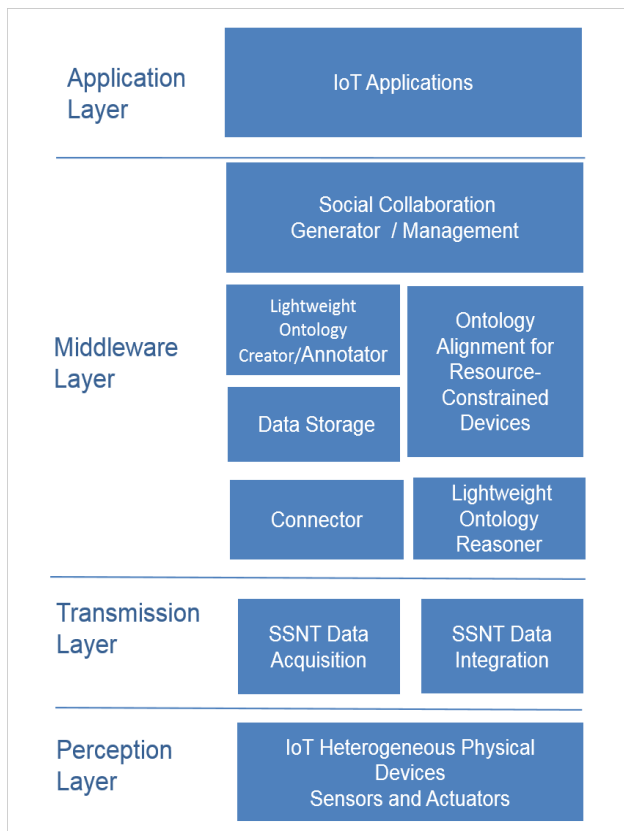 Application
Layer
IoT Applications
Social Collaboration
Generator / Management
Middleware
Layer
Lightweight
Ontology
Creator/Annotator
Ontology
Alignment for
Resource-
Constrained
Devices
Data Storage
Connector
Lightweight
Ontology
Reasoner
Transmission
Layer
SSNT Data
Acquisition
SSNT Data
Integration
Perception
Layer
IoT Heterogeneous Physical
Devices
Sensors and Actuators